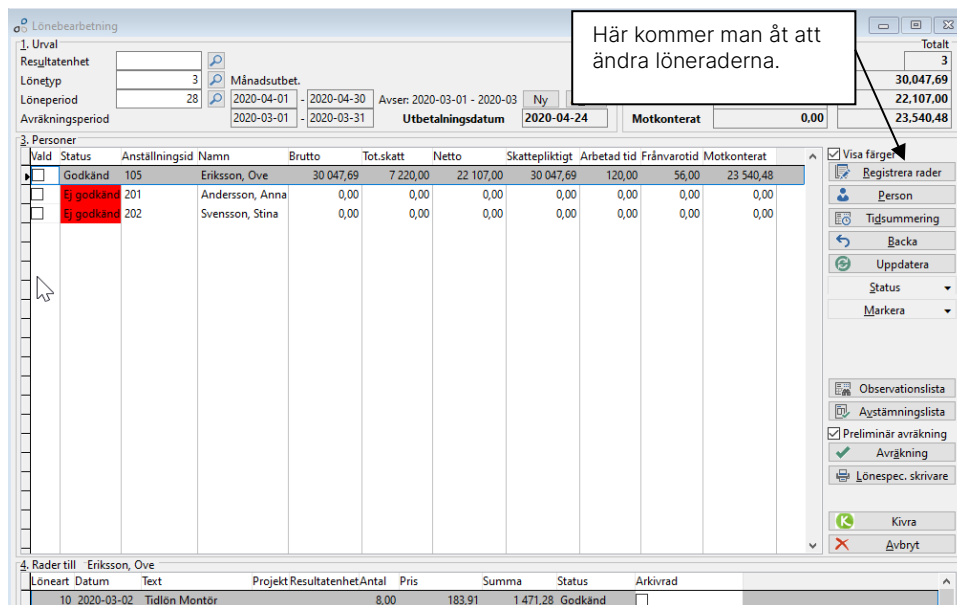 Lönebearbetning
Här kommer man åt att
ändra löneraderna.
1. Urval
Totalt
Resultatenhet
3
Lönetyp 3 Månadsutbet.
30,047,69
Löneperiod 28 2020-04-01 - 2020-04-30 Avser: 2020-03-01 - 2020-03 Ny
22,107,00
Avräkningsperiod 2020-03-01 - 2020-03-31 Utbetalningsdatum 2020-04-24 Motkonterat 0,00 23,540,48
3. Personer
Vald Status Anställningsid Namn Brutto Tot.skatt Netto Skattepliktigt Arbetad tid Frånvarotid Motkonterat
Godkänd 105 Eriksson, Ove 30 047,69 7 220,00 22 107,00 30 047,69 120,00 56,00 23 540,48
Ej godkänd 201 Andersson, Anna 0,00 0,00 0,00 0,00 0,00 0,00 0,00
Ej godkänd 202 Svensson, Stina 0,00 0,00 0,00 0,00 0,00 0,00 0,00
Visa färger
Registrera rader
Person
Tidsummering
Backa
Uppdatera
Status
Markera
Observationslista
Avstämningslista
Preliminär avräkning
Avräkning
Lönespec. skrivare
K Kivra
Avbryt
4. Rader till Eriksson, Ove
Löneart Datum Text Projekt Resultatenhet Antal Pris Summa Status Arkivrad
10 2020-03-02 Tidlön Montör 8,00 183,91 1 471,28 Godkänd